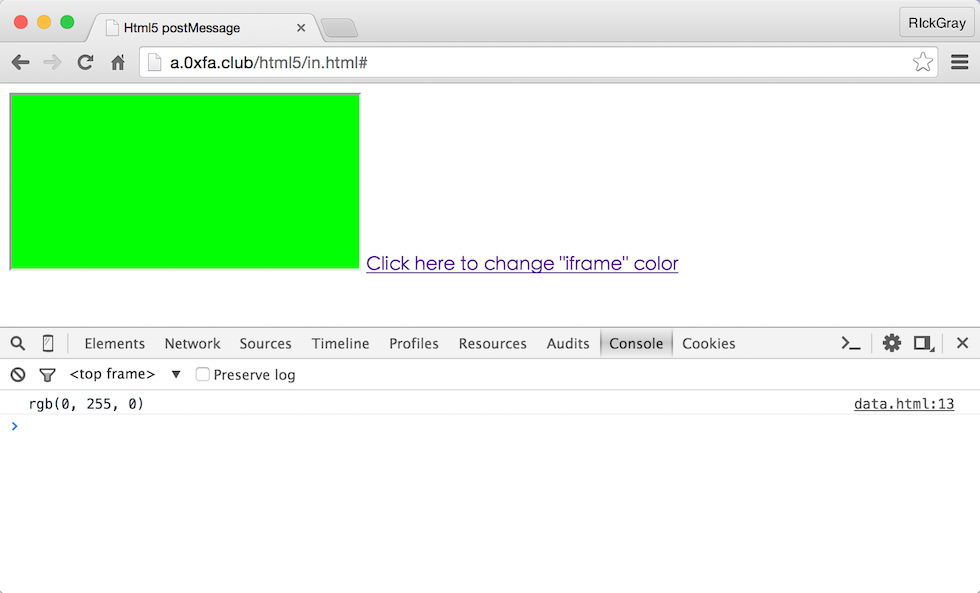 Html5 postMessage
RIckGray
a.0xfa.club/html5/in.html#
Click here to change "iframe" color
Elements Network Sources Timeline Profiles Resources Audits Console Cookies
<top frame> Preserve log
rgb(0, 255, 0) data.html:13